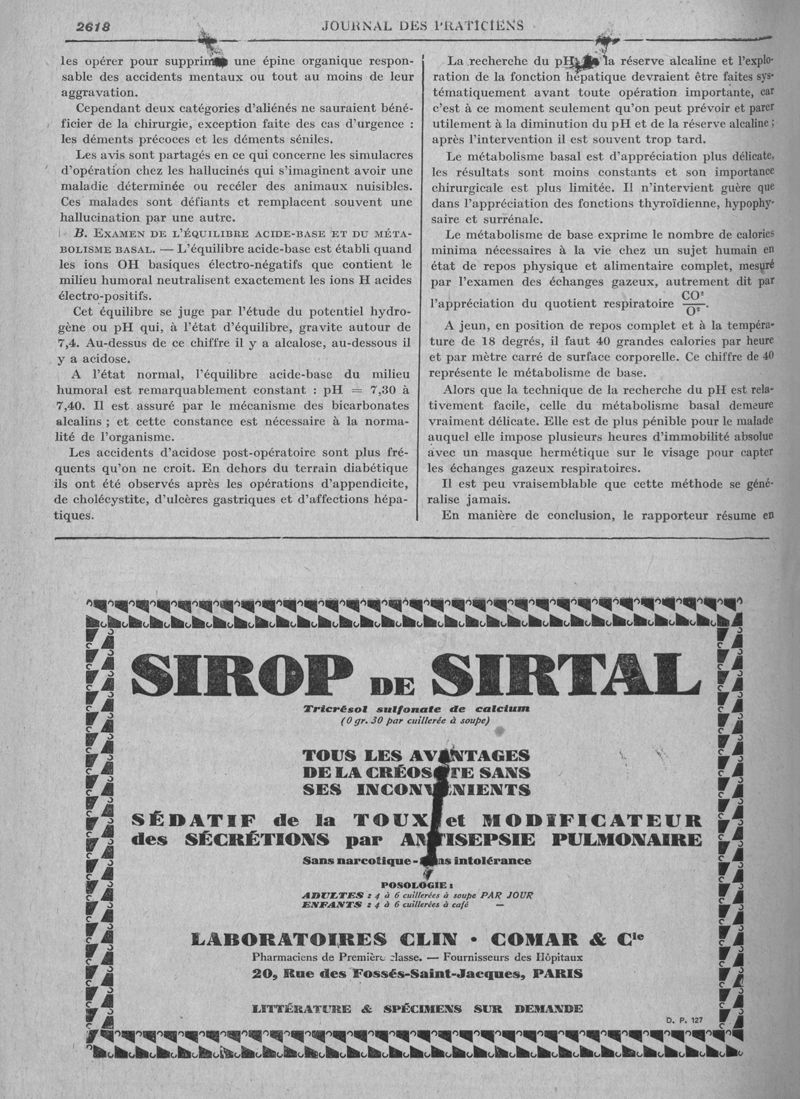 2618
JOURNAL DES PRATICIENS
les opérer pour supprimer une épine organique respon-
sable des accidents mentaux ou tout au moins de leur
aggravation.
Cependant deux catégories d'aliénés ne sauraient béné-
ficier de la chirurgie, exception faite des cas d'urgence :
les déments précoces et les déments séniles.
Les avis sont partagés en ce qui concerne les simulacres
d'opération chez les hallucinés qui s'imaginent avoir une
maladie déterminée ou recéler des animaux nuisibles.
Ces malades sont défiants et remplacent souvent une
hallucination par une autre.
B. EXAMEN DE L'ÉQUILIBRE ACIDE-BASE ET DU MÉTA-
BOLISME BASAL. — L'équilibre acide-base est établi quand
les ions OH basiques électro-négatifs que contient le
milieu humoral neutralisent exactement les ions H acides
électro-positifs.
Cet équilibre se juge par l'étude du potentiel hydro-
gène ou pH qui, à l'état d'équilibre, gravite autour de
7,4. Au-dessus de ce chiffre il y a alcalose, au-dessous il
y a acidose.
A l'état normal, l'équilibre acide-base du milieu
humoral est remarquablement constant : pH = 7,30 à
7,40. Il est assuré par le mécanisme des bicarbonates
alcalins ; et cette constance est nécessaire à la norma-
lité de l'organisme.
Les accidents d'acidose post-opératoire sont plus fré-
quents qu'on ne croit. En dehors du terrain diabétique
ils ont été observés après les opérations d'appendicite,
de cholécystite, d'ulcères gastriques et d'affections hépa-
tiques.
La recherche du pH, la réserve alcaline et l'explo-
ration de la fonction hépatique devraient être faites sys-
tématiquement avant toute opération importante, car
c'est à ce moment seulement qu'on peut prévoir et parer
utilement à la diminution du pH et de la réserve alcaline ;
après l'intervention il est souvent trop tard.
Le métabolisme basal est d'appréciation plus délicate,
les résultats sont moins constants et son importance
chirurgicale est plus limitée. Il n'intervient guère que
dans l'appréciation des fonctions thyroïdienne, hypophy-
saire et surrénale.
Le métabolisme de base exprime le nombre de calories
minima nécessaires à la vie chez un sujet humain en
état de repos physique et alimentaire complet, mesuré
par l'examen des échanges gazeux, autrement dit par
l'appréciation du quotient respiratoire CO²/O².
A jeun, en position de repos complet et à la tempéra-
ture de 18 degrés, il faut 40 grandes calories par heure
et par mètre carré de surface corporelle. Ce chiffre de 40
représente le métabolisme de base.
Alors que la technique de la recherche du pH est rela-
tivement facile, celle du métabolisme basal demeure
vraiment délicate. Elle est de plus pénible pour le malade
auquel elle impose plusieurs heures d'immobilité absolue
avec un masque hermétique sur le visage pour capter
les échanges gazeux respiratoires.
Il est peu vraisemblable que cette méthode se géné-
ralise jamais.
En manière de conclusion, le rapporteur résume en
SIROP DE SIRTAL
Tricrésol sulfonate de calcium
(0 gr. 30 par cuillerée à soupe)
TOUS LES AVANTAGES
DE LA CRÉOSOTE SANS
SES INCONVÉNIENTS
SÉDATIF de la TOUX et MODIFICATEUR
des SÉCRÉTIONS par ANTISEPSIE PULMONAIRE
Sans narcotique - Pas intolérance
POSOLOGIE :
ADULTES : 4 à 6 cuillerées à soupe PAR JOUR
ENFANTS : 4 à 6 cuillerées à café —
LABORATOIRES CLIN · COMAR & Cie
Pharmaciens de Première classe. — Fournisseurs des Hôpitaux
20, Rue des Fossés-Saint-Jacques, PARIS
LITTÉRATURE & SPÉCIMENS SUR DEMANDE
D. P. 127